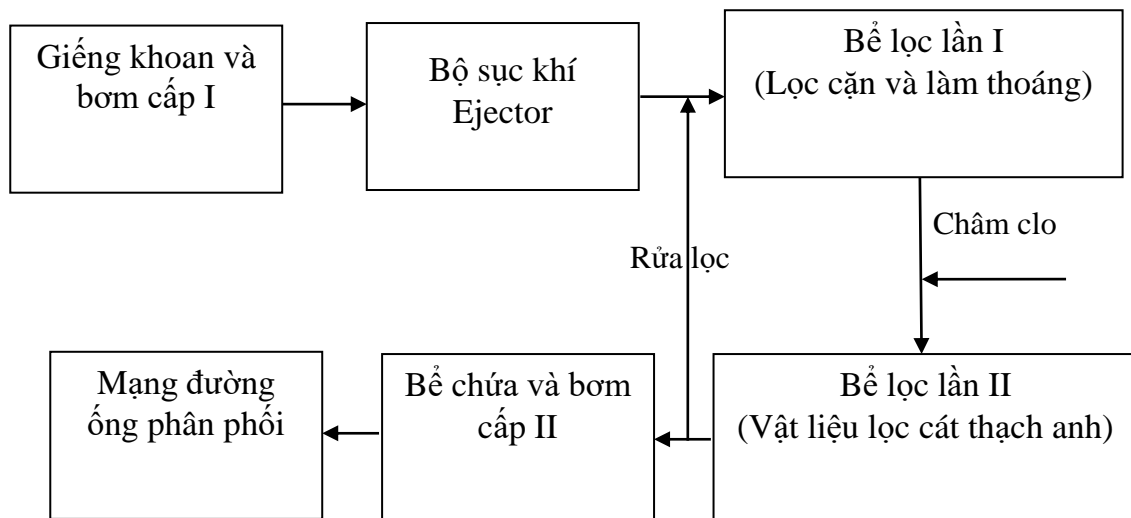 Giếng khoan và
bơm cấp I
Bộ sục khí
Ejector
Bể lọc lần I
(Lọc cặn và làm thoáng)
Châm clo
Rửa lọc
Mạng đường
ống phân phối
Bể chứa và bơm
cấp II
Bể lọc lần II
(Vật liệu lọc cát thạch anh)